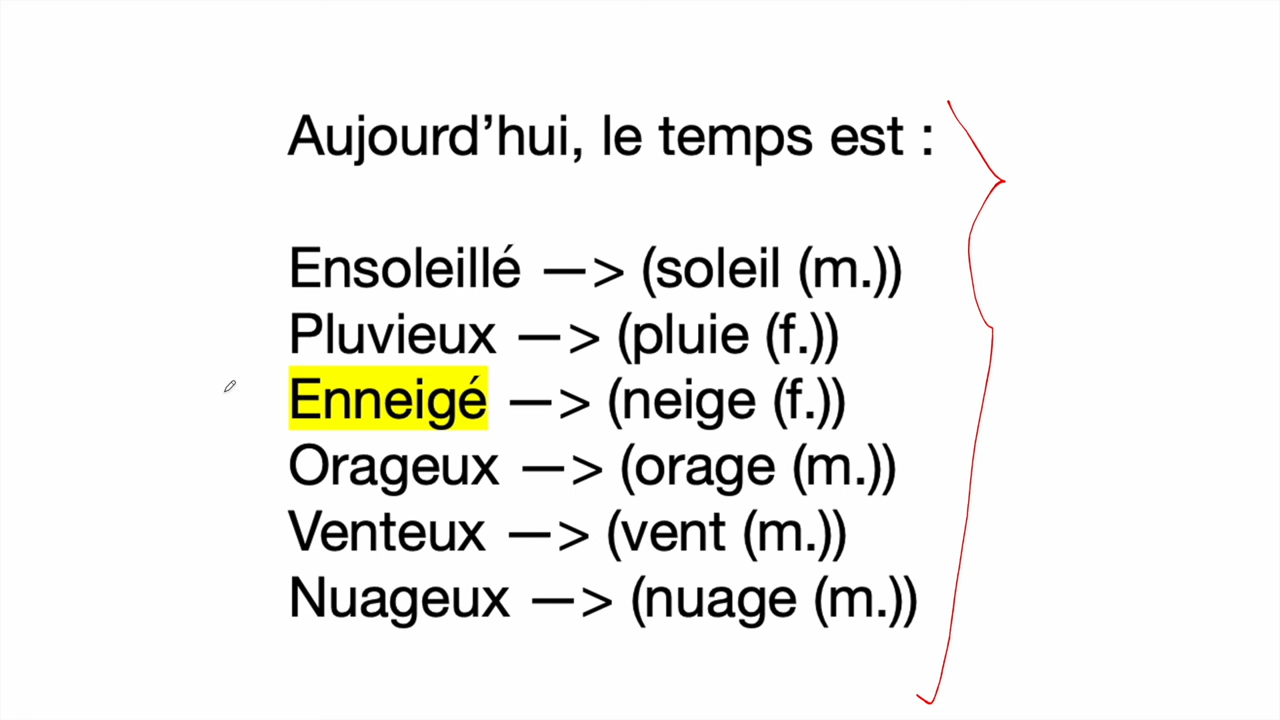 Aujourd’hui, le temps est :
Ensoleillé —> (soleil (m.))
Pluvieux —> (pluie (f.))
Enneigé —> (neige (f.))
Orageux —> (orage (m.))
Venteux —> (vent (m.))
Nuageux —> (nuage (m.))